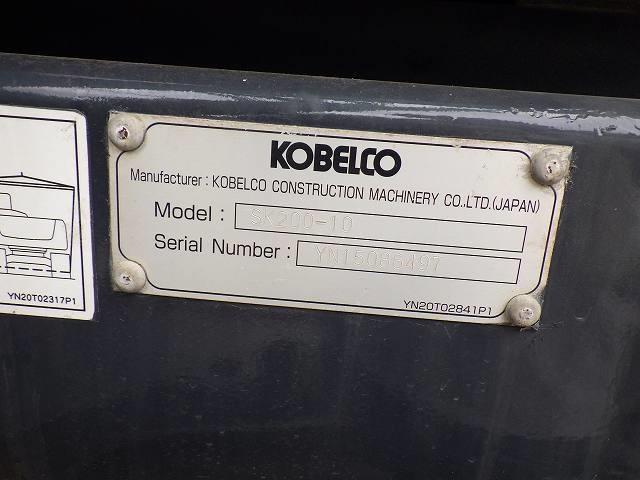 KOBELCO
Manufacturer : KOBELCO CONSTRUCTION MACHINERY CO.,LTD.(JAPAN)
Model : SK200-10
Serial Number : YN15086497
YN20T02841P1
YN20T02317P1